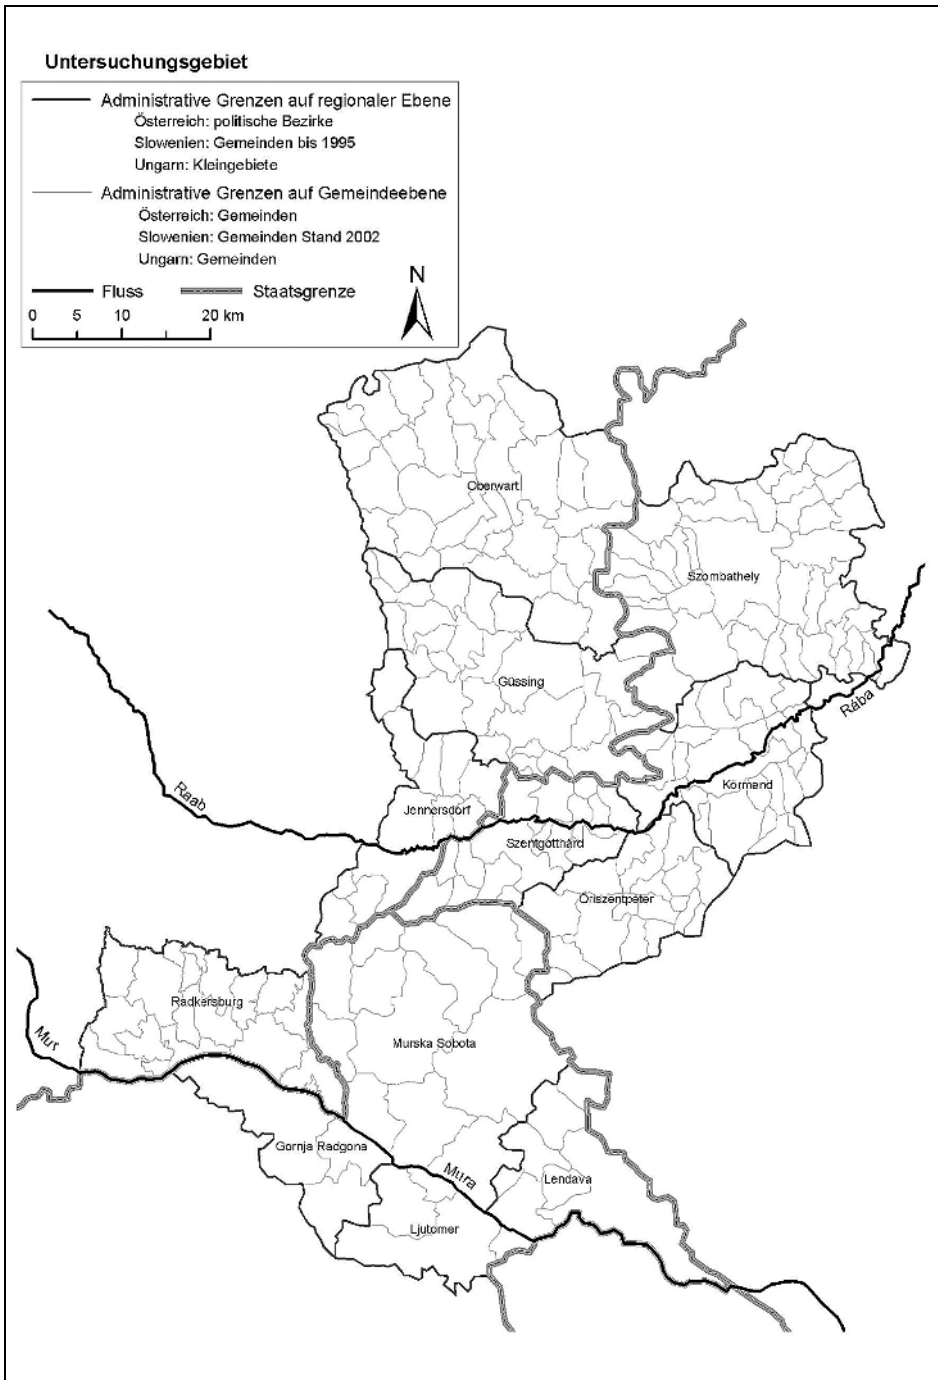 Untersuchungsgebiet
Administrative Grenzen auf regionaler Ebene
Österreich: politische Bezirke
Slowenien: Gemeinden bis 1995
Ungarn: Kleingebiete
Administrative Grenzen auf Gemeindeebene
Österreich: Gemeinden
Slowenien: Gemeinden Stand 2002
Ungarn: Gemeinden
Fluss Staatsgrenze
0 5 10 20 km
N
Oberwart
Szombathely
Güssing
Rába
Körmend
Raab
Jennersdorf
Szentgotthárd
Őriszentpéter
Radkersburg
Mur
Murska Sobota
Gornja Radgona
Mura
Lendava
Ljutomer